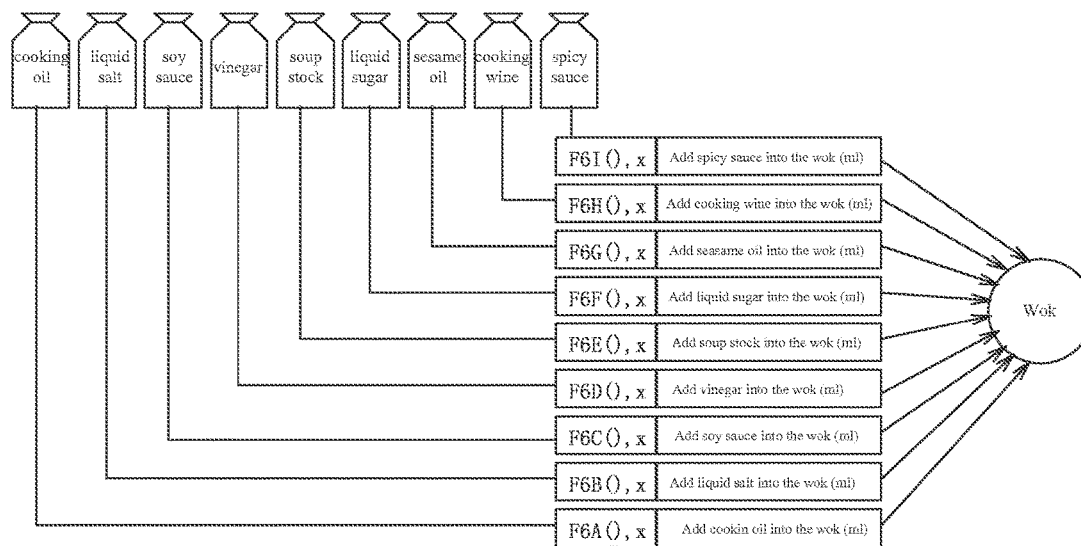 cooking
oil
liquid
salt
soy
sauce
vinegar
soup
stock
liquid
sugar
sesame
oil
cooking
wine
spicy
sauce
F6I(), x Add spicy sauce into the wok (ml)
F6H(), x Add cooking wine into the wok (ml)
F6G(), x Add seasame oil into the wok (ml)
F6F(), x Add liquid sugar into the wok (ml)
F6E(), x Add soup stock into the wok (ml)
F6D(), x Add vinegar into the wok (ml)
F6C(), x Add soy sauce into the wok (ml)
F6B(), x Add liquid salt into the wok (ml)
F6A(), x Add cookin oil into the wok (ml)
Wok